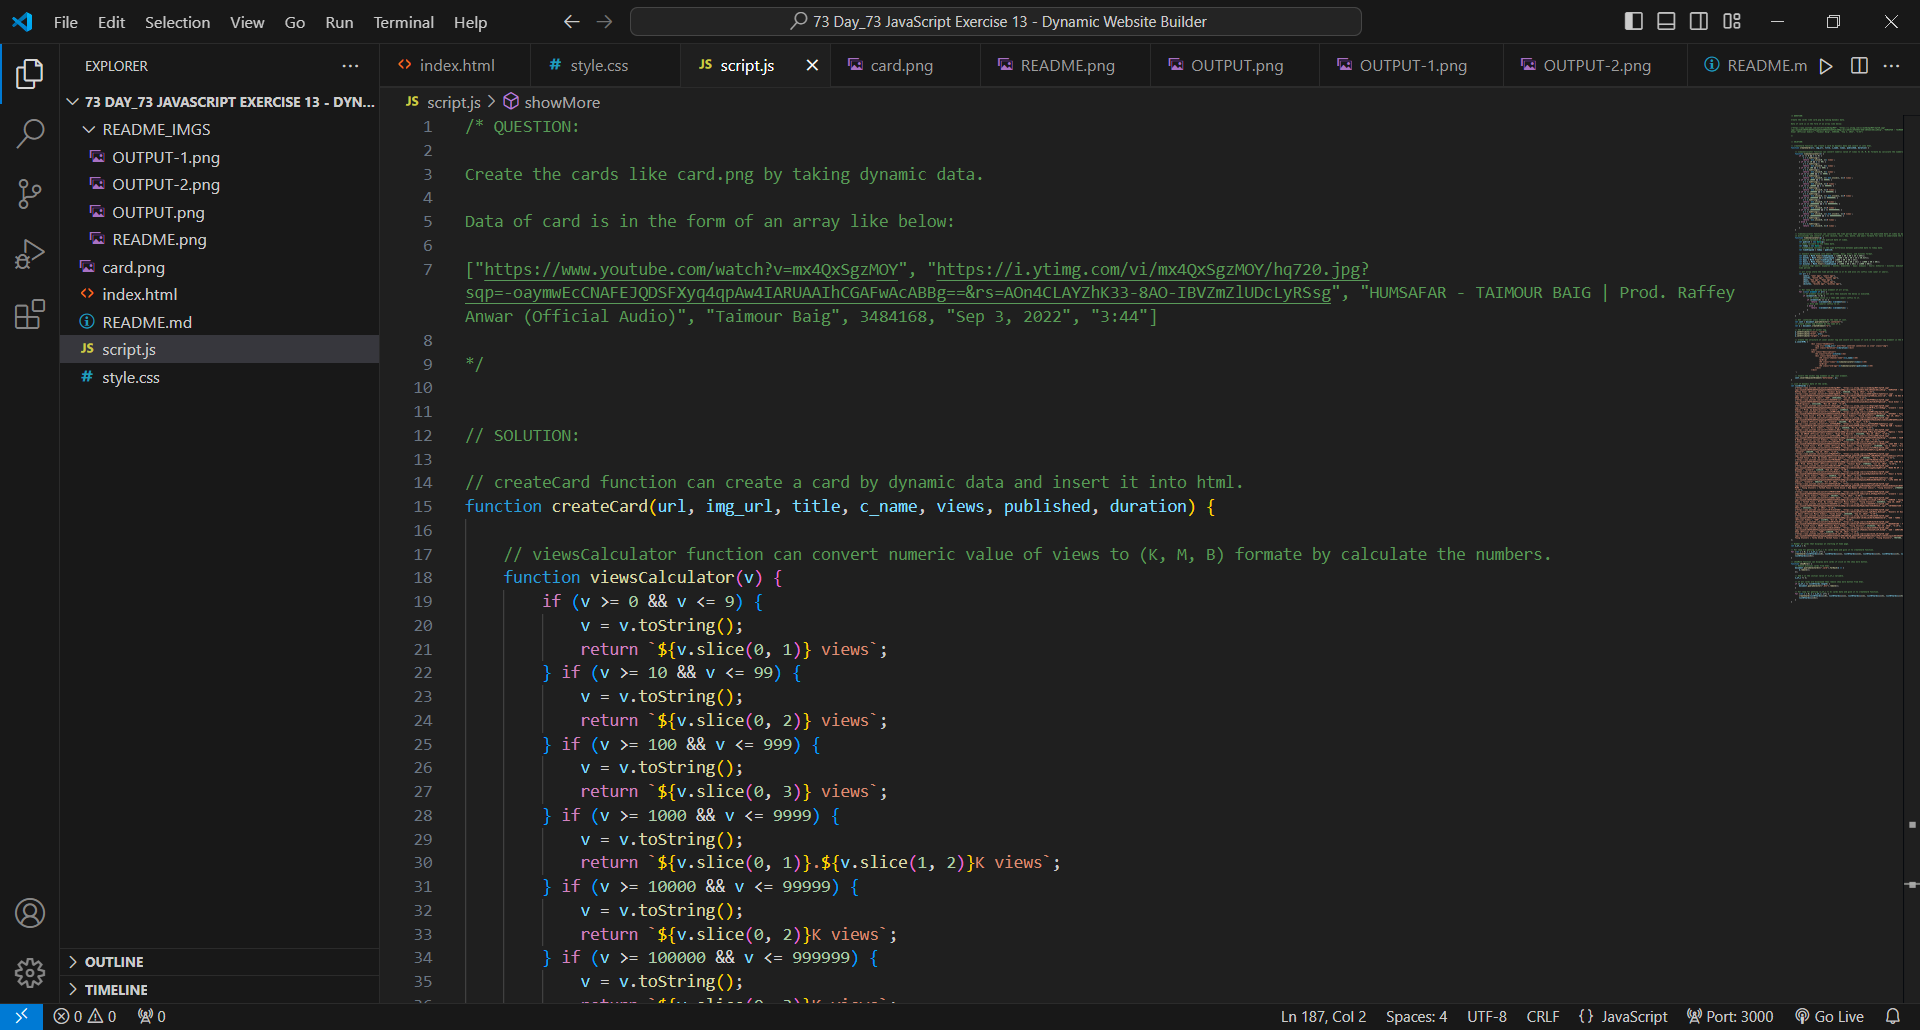 File Edit Selection View Go Run Terminal Help
73 Day_73 JavaScript Exercise 13 - Dynamic Website Builder
EXPLORER
73 DAY_73 JAVASCRIPT EXERCISE 13 - DYN...
README_IMGS
OUTPUT-1.png
OUTPUT-2.png
OUTPUT.png
README.png
card.png
<> index.html
README.md
JS script.js
# style.css
OUTLINE
TIMELINE
<> index.html # style.css JS script.js card.png README.png OUTPUT.png OUTPUT-1.png OUTPUT-2.png README.m
JS script.js > showMore
1 /* QUESTION:
2
3 Create the cards like card.png by taking dynamic data.
4
5 Data of card is in the form of an array like below:
6
7 ["https://www.youtube.com/watch?v=mx4QxSgzMOY", "https://i.ytimg.com/vi/mx4QxSgzMOY/hq720.jpg?
sqp=-oaymwEcCNAFEJQDSFXyq4qpAw4IARUAAIhCGAFwAcABBg==&rs=AOn4CLAYZhK33-8AO-IBVZmZlUDcLyRSsg", "HUMSAFAR - TAIMOUR BAIG | Prod. Raffey
Anwar (Official Audio)", "Taimour Baig", 3484168, "Sep 3, 2022", "3:44"]
8
9 */
10
11
12 // SOLUTION:
13
14 // createCard function can create a card by dynamic data and insert it into html.
15 function createCard(url, img_url, title, c_name, views, published, duration) {
16
17 // viewsCalculator function can convert numeric value of views to (K, M, B) formate by calculate the numbers.
18 function viewsCalculator(v) {
19 if (v >= 0 && v <= 9) {
20 v = v.toString();
21 return `${v.slice(0, 1)} views`;
22 } if (v >= 10 && v <= 99) {
23 v = v.toString();
24 return `${v.slice(0, 2)} views`;
25 } if (v >= 100 && v <= 999) {
26 v = v.toString();
27 return `${v.slice(0, 3)} views`;
28 } if (v >= 1000 && v <= 9999) {
29 v = v.toString();
30 return `${v.slice(0, 1)}.${v.slice(1, 2)}K views`;
31 } if (v >= 10000 && v <= 99999) {
32 v = v.toString();
33 return `${v.slice(0, 2)}K views`;
34 } if (v >= 100000 && v <= 999999) {
35 v = v.toString();
0 0 0 Ln 187, Col 2 Spaces: 4 UTF-8 CRLF {} JavaScript Port: 3000 Go Live